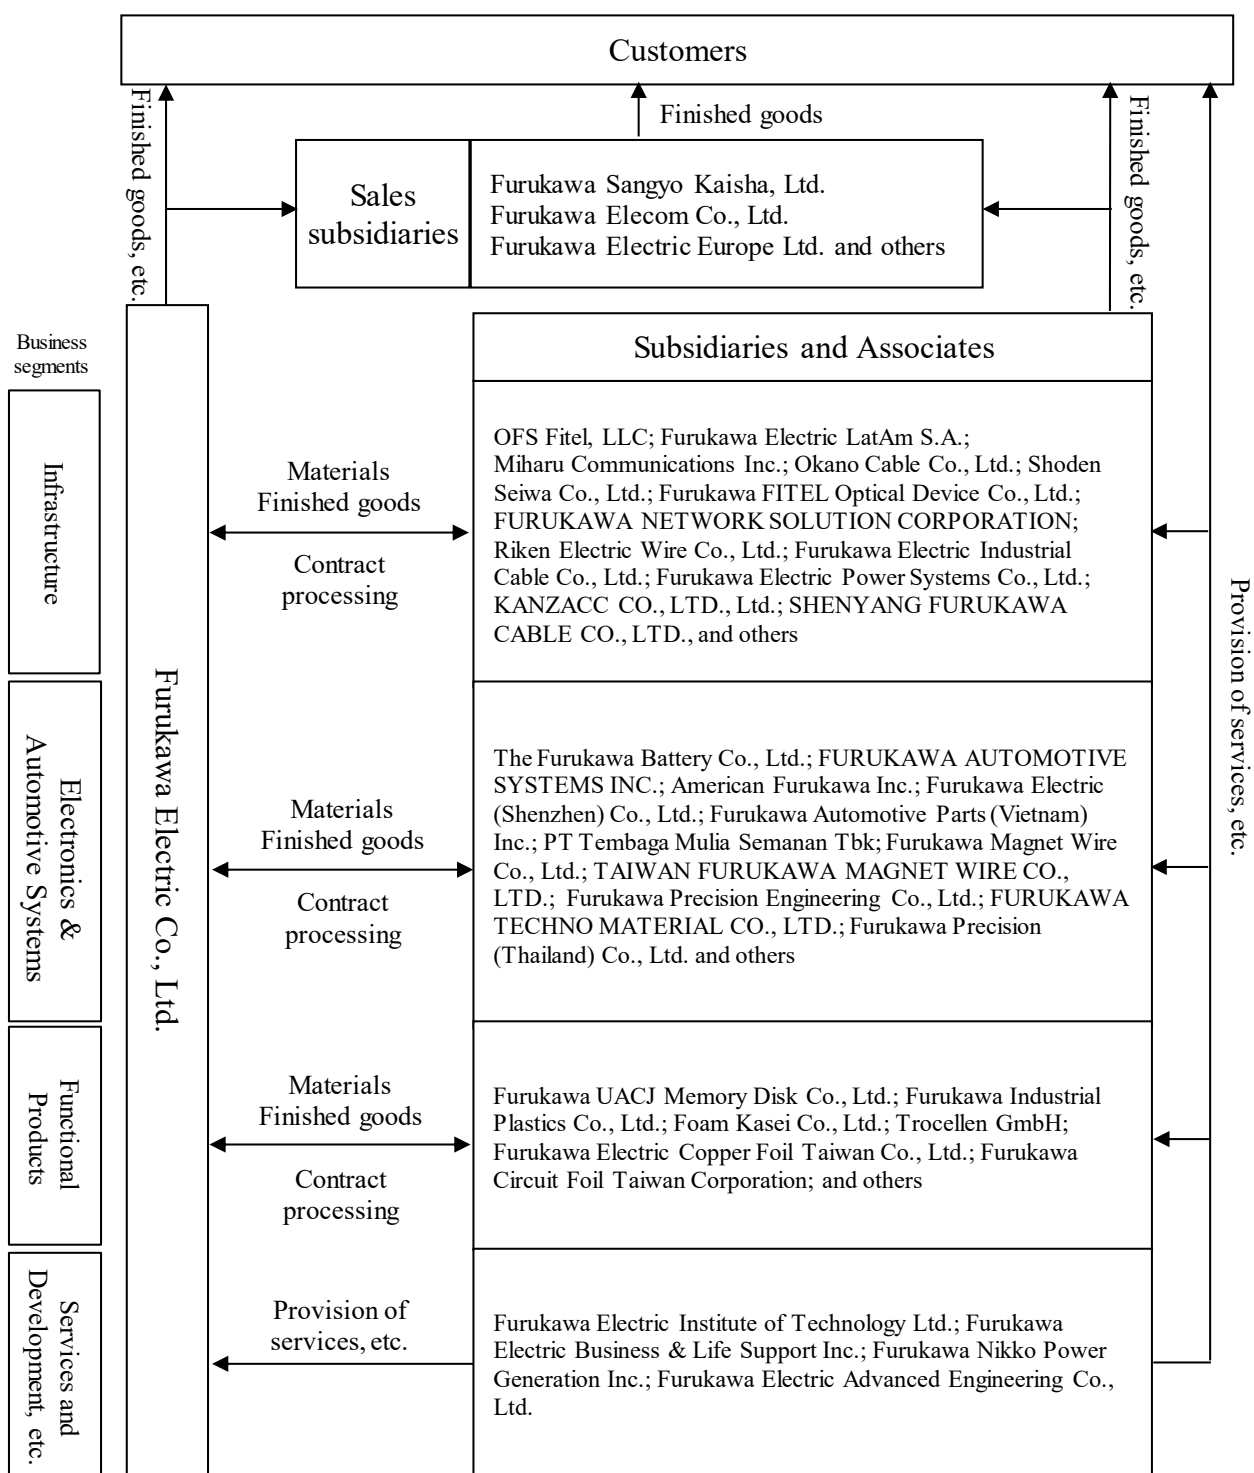 Customers
Finished goods, etc.
Finished goods
Finished goods, etc.
Sales
subsidiaries
Furukawa Sangyo Kaisha, Ltd.
Furukawa Elecom Co., Ltd.
Furukawa Electric Europe Ltd. and others
Business
segments
Furukawa Electric Co., Ltd.
Subsidiaries and Associates
Provision of services, etc.
Infrastructure
Materials
Finished goods
Contract
processing
OFS Fitel, LLC; Furukawa Electric LatAm S.A.;
Miharu Communications Inc.; Okano Cable Co., Ltd.; Shoden
Seiwa Co., Ltd.; Furukawa FITEL Optical Device Co., Ltd.;
FURUKAWA NETWORK SOLUTION CORPORATION;
Riken Electric Wire Co., Ltd.; Furukawa Electric Industrial
Cable Co., Ltd.; Furukawa Electric Power Systems Co., Ltd.;
KANZACC CO., LTD., Ltd.; SHENYANG FURUKAWA
CABLE CO., LTD., and others
Electronics &
Automotive Systems
Materials
Finished goods
Contract
processing
The Furukawa Battery Co., Ltd.; FURUKAWA AUTOMOTIVE
SYSTEMS INC.; American Furukawa Inc.; Furukawa Electric
(Shenzhen) Co., Ltd.; Furukawa Automotive Parts (Vietnam)
Inc.; PT Tembaga Mulia Semanan Tbk; Furukawa Magnet Wire
Co., Ltd.; TAIWAN FURUKAWA MAGNET WIRE CO.,
LTD.; Furukawa Precision Engineering Co., Ltd.; FURUKAWA
TECHNO MATERIAL CO., LTD.; Furukawa Precision
(Thailand) Co., Ltd. and others
Functional
Products
Materials
Finished goods
Contract
processing
Furukawa UACJ Memory Disk Co., Ltd.; Furukawa Industrial
Plastics Co., Ltd.; Foam Kasei Co., Ltd.; Trocellen GmbH;
Furukawa Electric Copper Foil Taiwan Co., Ltd.; Furukawa
Circuit Foil Taiwan Corporation; and others
Services and
Development, etc.
Provision of
services, etc.
Furukawa Electric Institute of Technology Ltd.; Furukawa
Electric Business & Life Support Inc.; Furukawa Nikko Power
Generation Inc.; Furukawa Electric Advanced Engineering Co.,
Ltd.